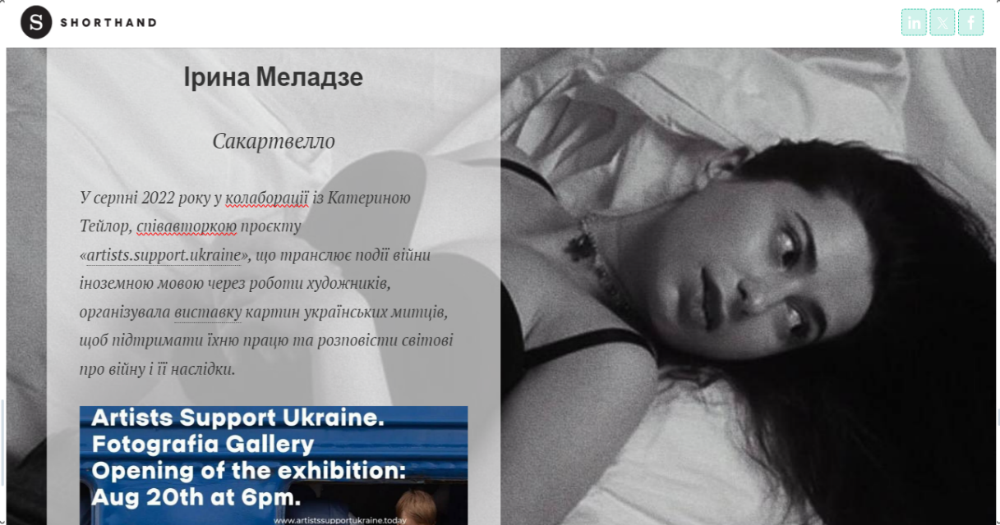 S SHORTHAND
in X f
Ірина Меладзе
Сакартвелло
У серпні 2022 року у колаборації із Катериною
Тейлор, співавторкою проєкту
«artists.support.ukraine», що транслює події війни
іноземною мовою через роботи художників,
організувала виставку картин українських митців,
щоб підтримати їхню працю та розповісти світові
про війну і її наслідки.
Artists Support Ukraine.
Fotografia Gallery
Opening of the exhibition:
Aug 20th at 6pm.
www.artistssupportukraine.today